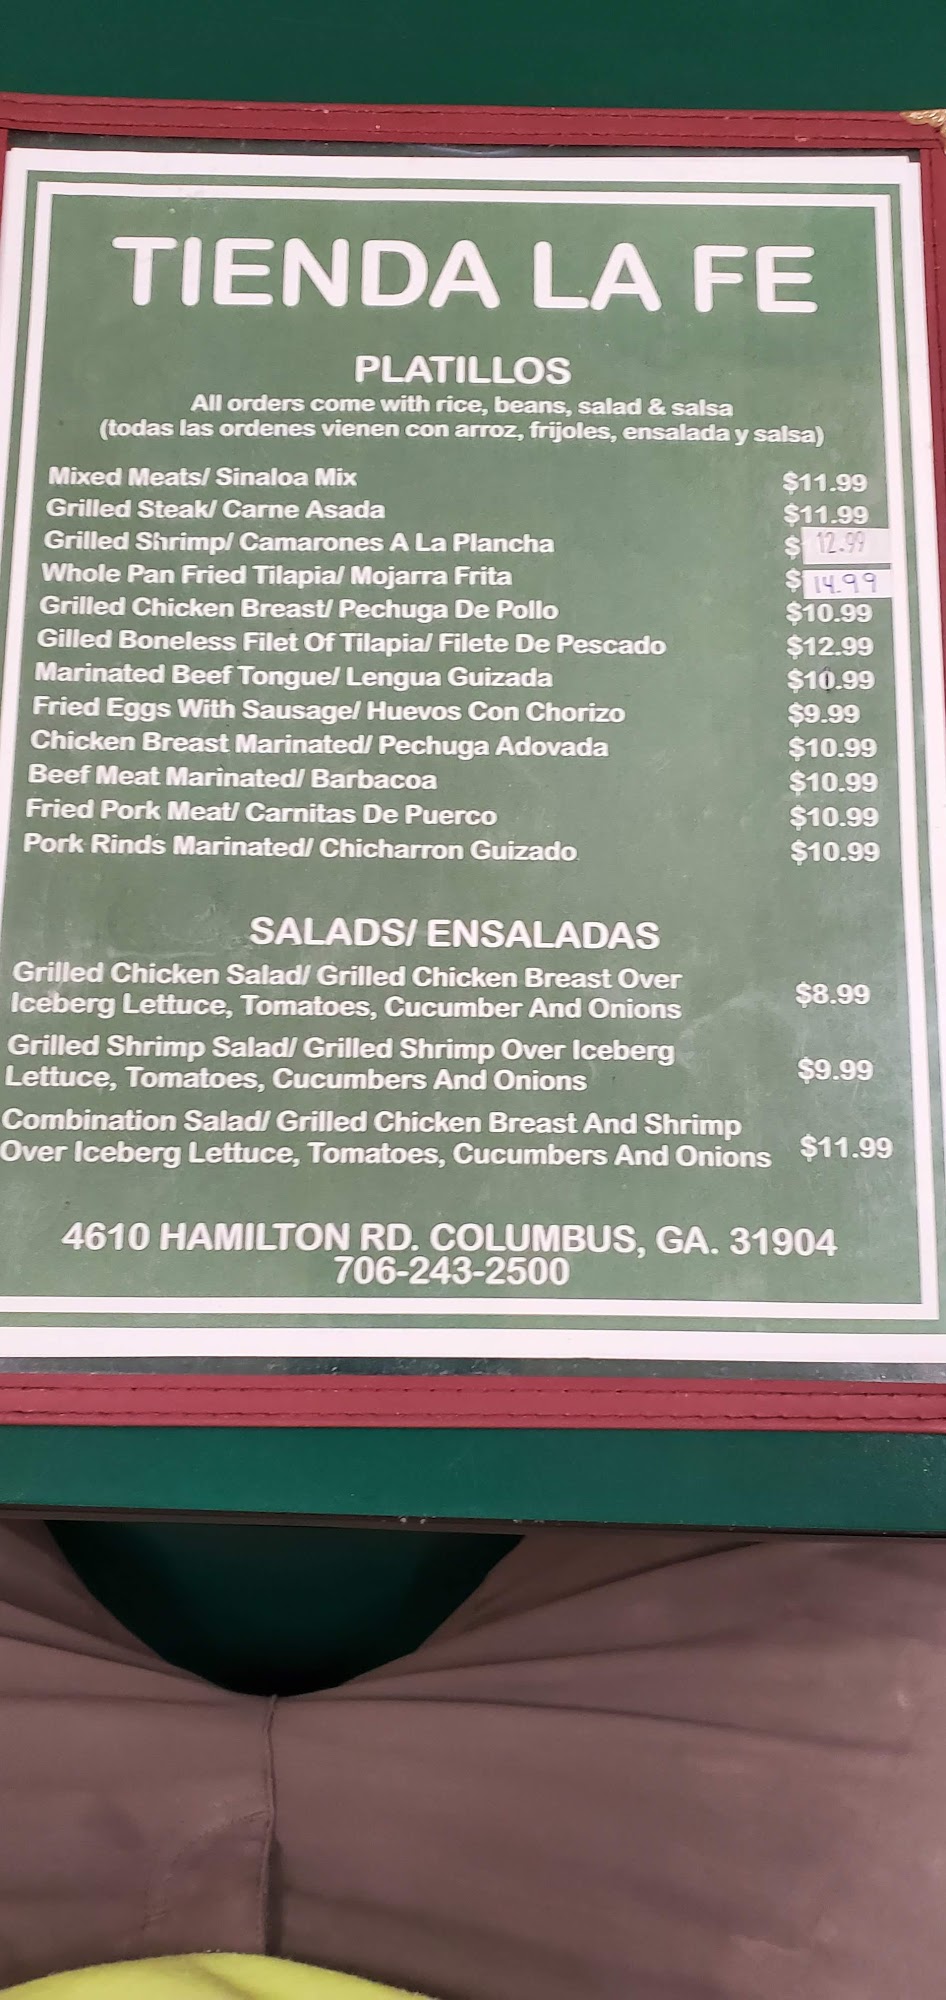 TIENDA LA FE
PLATILLOS
All orders come with rice, beans, salad & salsa
(todas las ordenes vienen con arroz, frijoles, ensalada y salsa)
Mixed Meats/ Sinaloa Mix $11.99
Grilled Steak/ Carne Asada $11.99
Grilled Shrimp/ Camarones A La Plancha $12.99
Whole Pan Fried Tilapia/ Mojarra Frita $14.99
Grilled Chicken Breast/ Pechuga De Pollo $10.99
Gilled Boneless Filet Of Tilapia/ Filete De Pescado $12.99
Marinated Beef Tongue/ Lengua Guizada $10.99
Fried Eggs With Sausage/ Huevos Con Chorizo $9.99
Chicken Breast Marinated/ Pechuga Adovada $10.99
Beef Meat Marinated/ Barbacoa $10.99
Fried Pork Meat/ Carnitas De Puerco $10.99
Pork Rinds Marinated/ Chicharron Guizado $10.99
SALADS/ ENSALADAS
Grilled Chicken Salad/ Grilled Chicken Breast Over
Iceberg Lettuce, Tomatoes, Cucumber And Onions $8.99
Grilled Shrimp Salad/ Grilled Shrimp Over Iceberg
Lettuce, Tomatoes, Cucumbers And Onions $9.99
Combination Salad/ Grilled Chicken Breast And Shrimp
Over Iceberg Lettuce, Tomatoes, Cucumbers And Onions $11.99
4610 HAMILTON RD. COLUMBUS, GA. 31904
706-243-2500